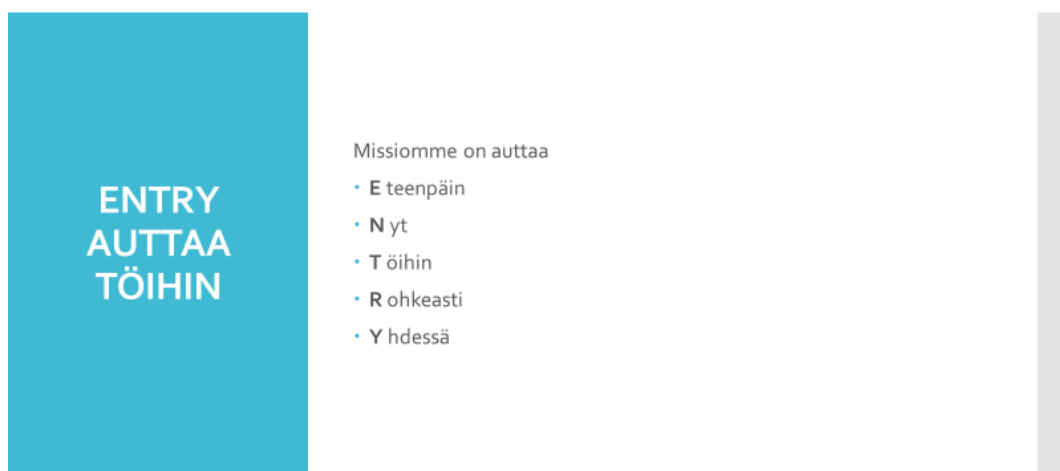 ENTRY
AUTTAA
TÖIHIN
Missiomme on auttaa
• E teenpäin
• N yt
• T öihin
• R ohkeasti
• Y hdessä